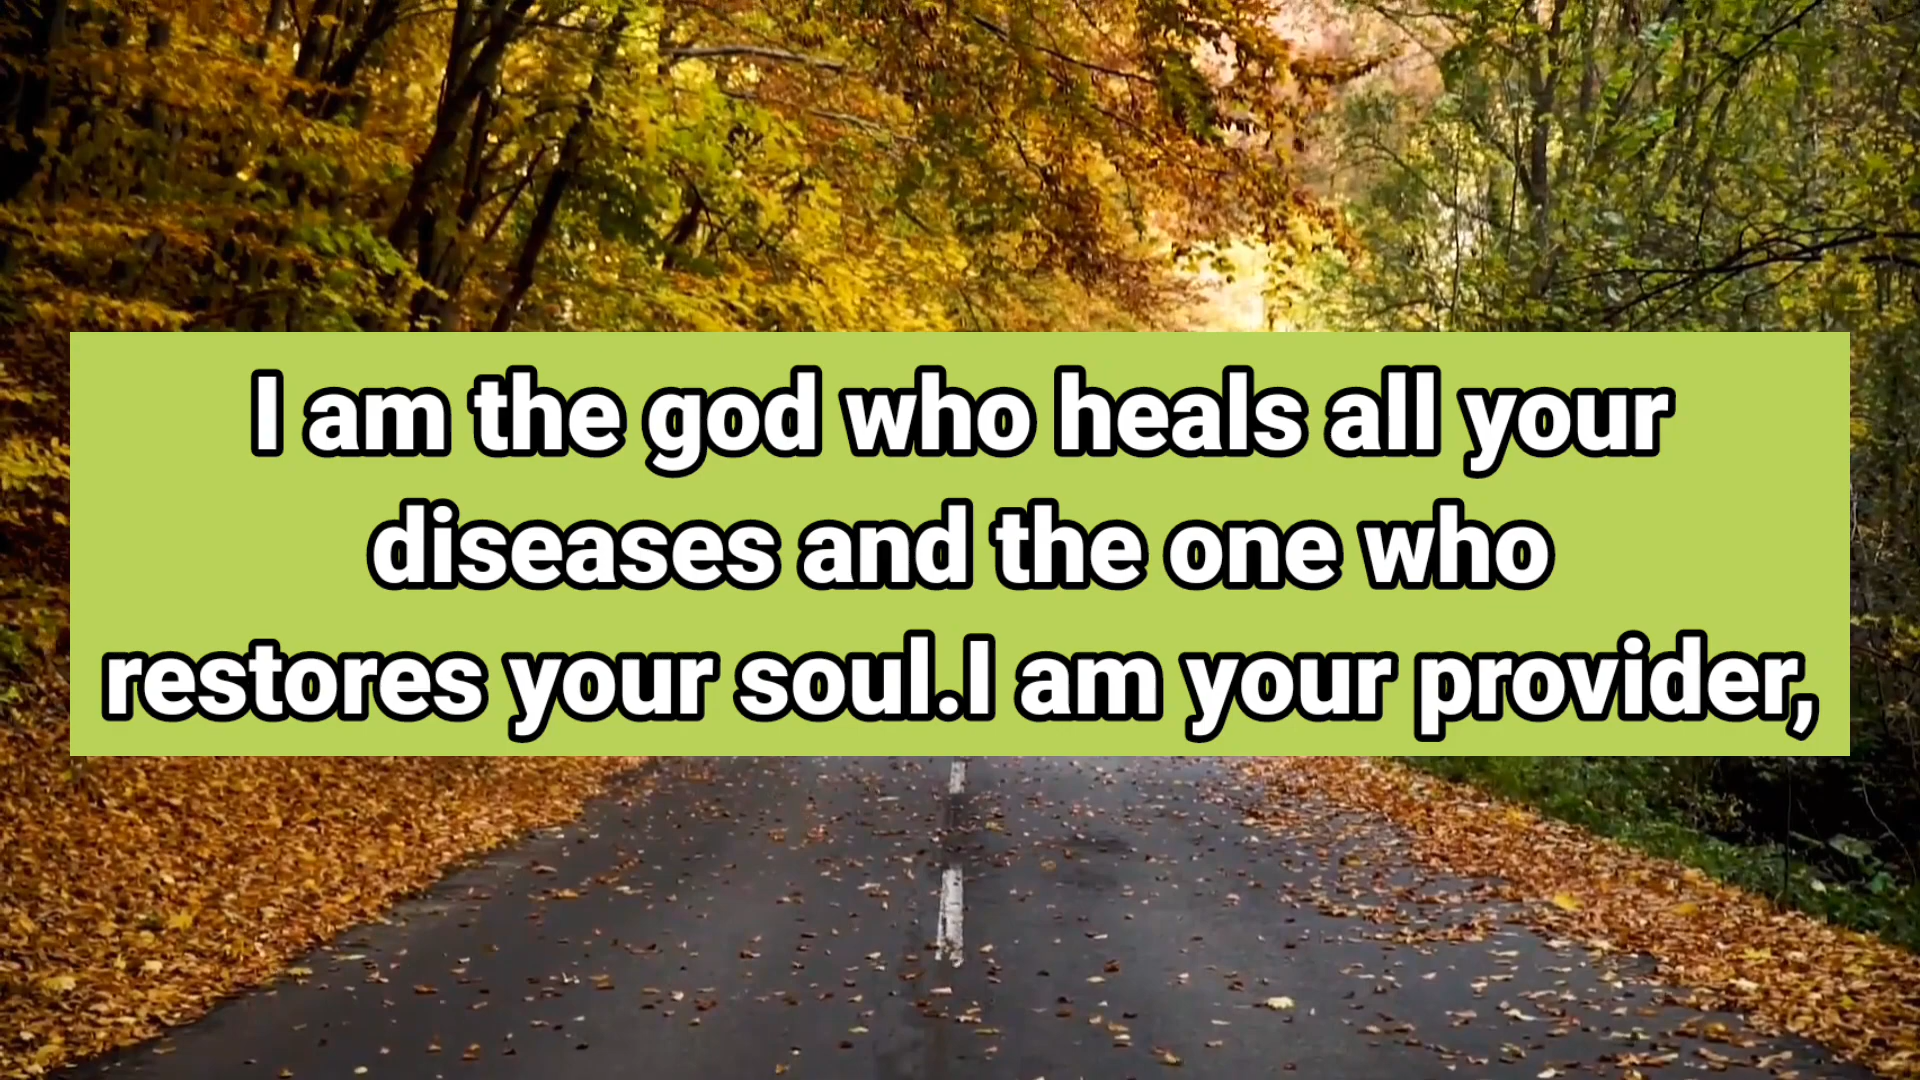 I am the god who heals all your
diseases and the one who
restores your soul.I am your provider,